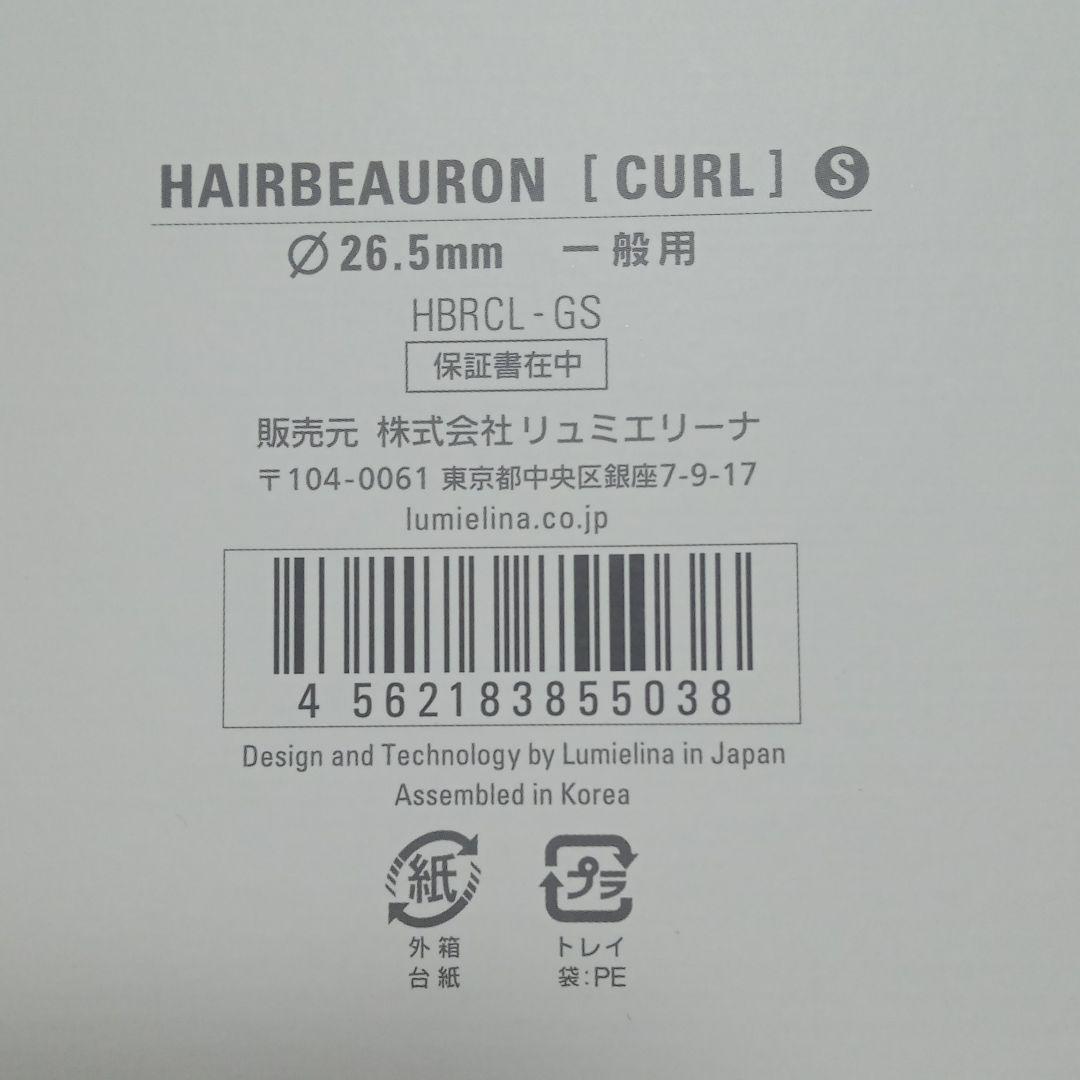 HAIRBEAURON [ CURL ] S
Ø26.5mm 一般用
HBRCL-GS
保証書在中
販売元 株式会社リュミエリーナ
〒104-0061 東京都中央区銀座7-9-17
lumielina.co.jp
4 562183855038
Design and Technology by Lumielina in Japan
Assembled in Korea
紙 プラ
外箱 トレイ
台紙 袋:PE